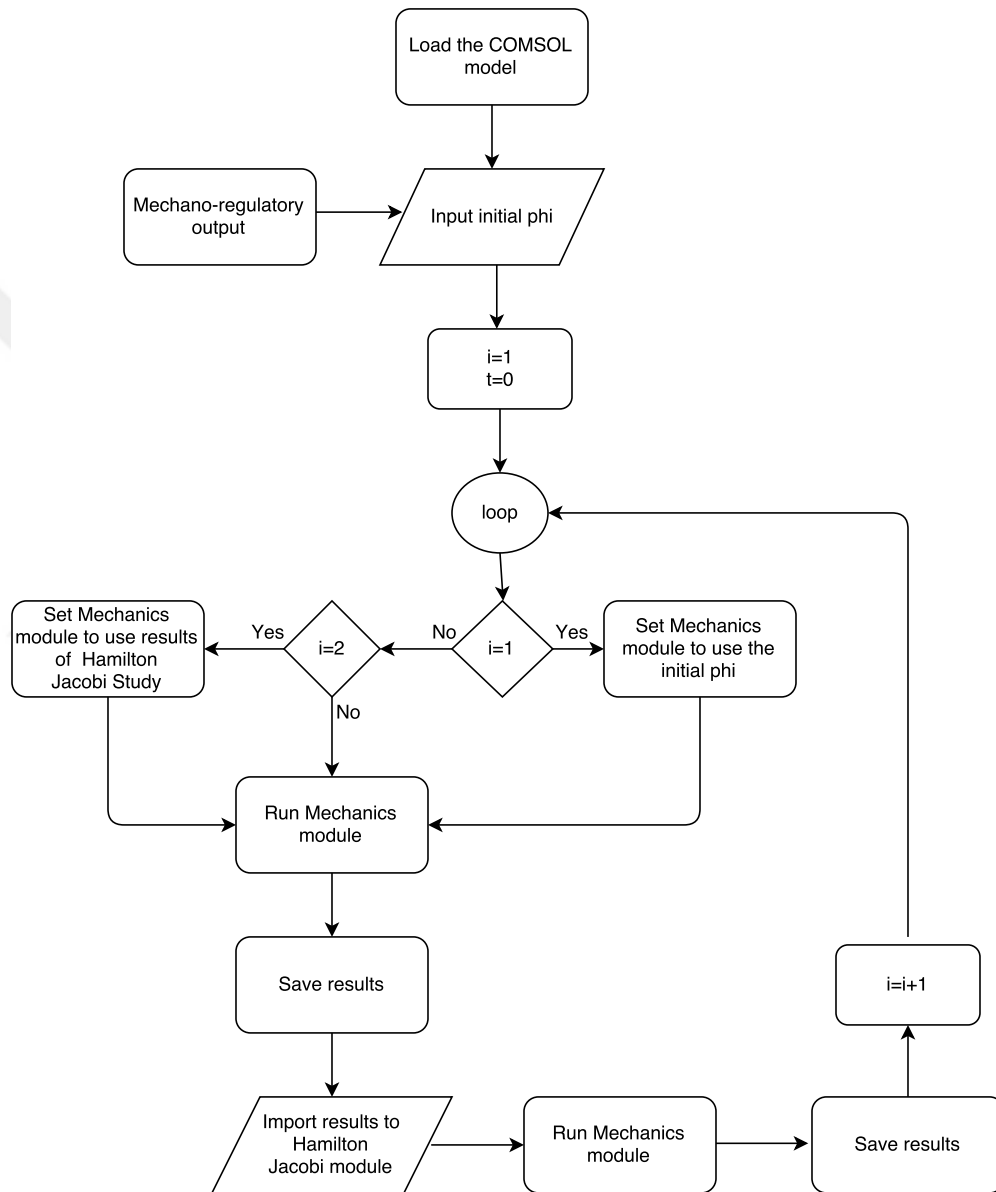 Load the COMSOL
model
Mechano-regulatory
output
Input initial phi
i=1
t=0
loop
Set Mechanics
module to use results
of Hamilton
Jacobi Study
Yes
i=2
No
i=1
Yes
Set Mechanics
module to use the
initial phi
No
Run Mechanics
module
Save results
i=i+1
Import results to
Hamilton
Jacobi module
Run Mechanics
module
Save results